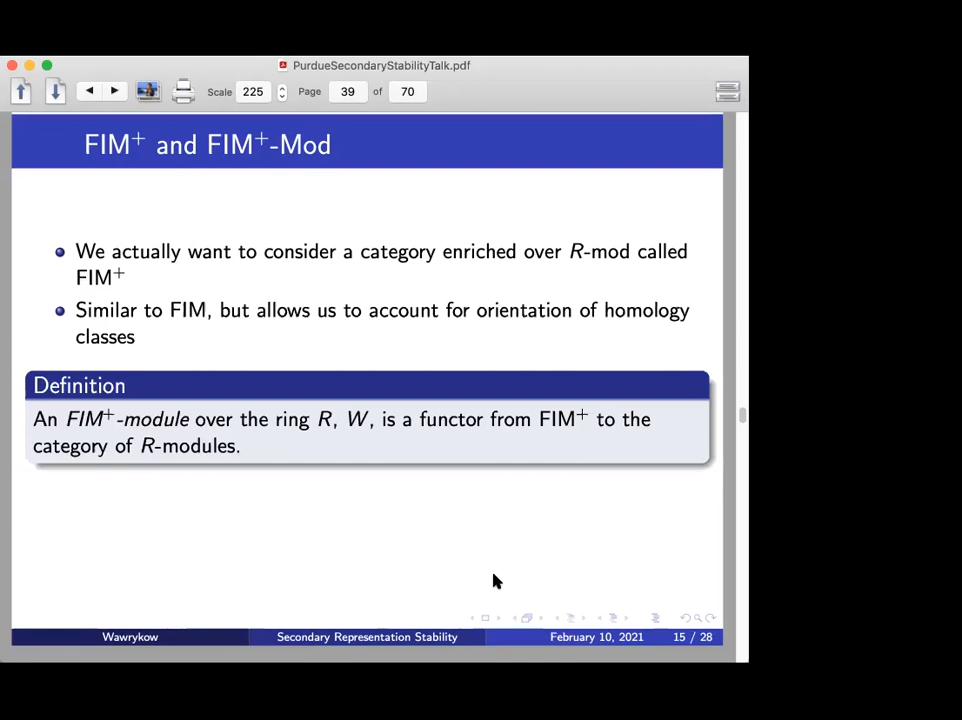 PurdueSecondaryStabilityTalk.pdf
Scale 225 Page 39 of 70
FIM⁺ and FIM⁺-Mod
We actually want to consider a category enriched over R-mod called
FIM⁺
Similar to FIM, but allows us to account for orientation of homology
classes
Definition
An FIM⁺-module over the ring R, W, is a functor from FIM⁺ to the
category of R-modules.
Wawrykow Secondary Representation Stability February 10, 2021 15 / 28